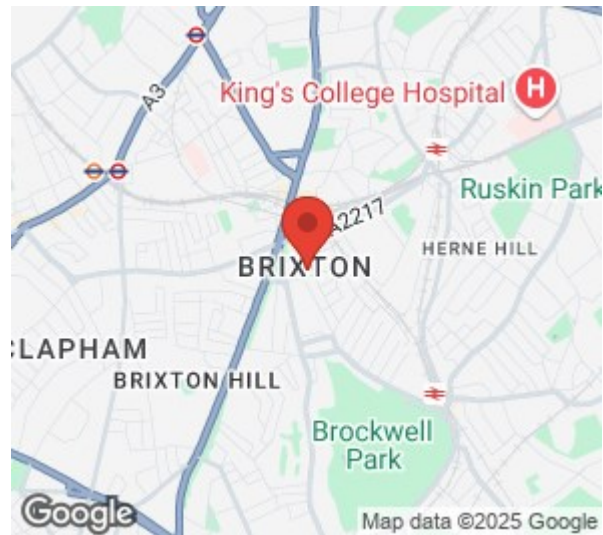 A3
King's College Hospital
H
A2217
Ruskin Park
BRIXTON
HERNE HILL
CLAPHAM
BRIXTON HILL
Brockwell
Park
Google
Map data ©2025 Google